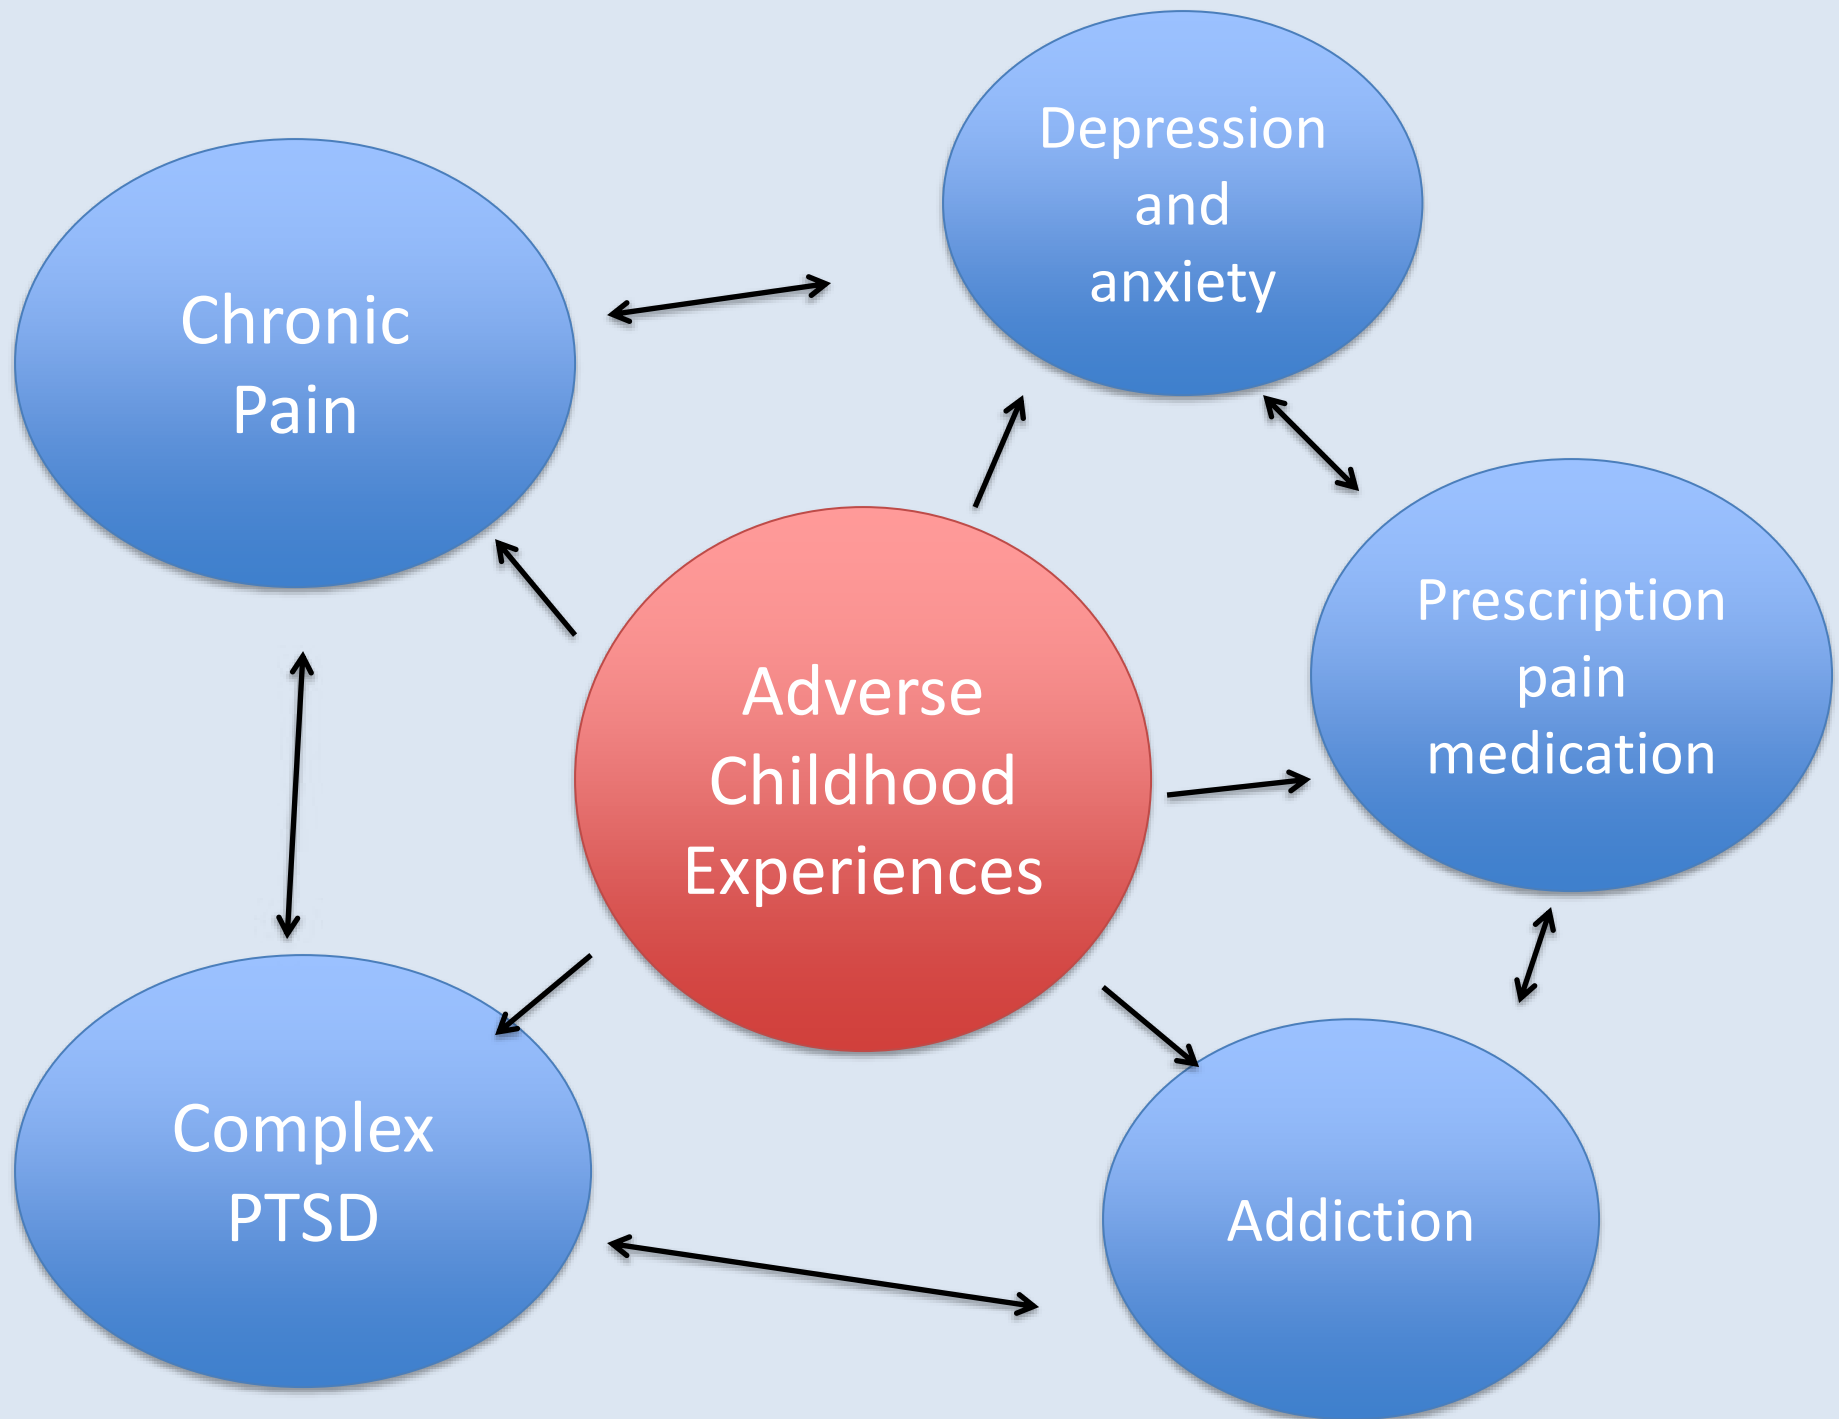 Depression
and
anxiety
Chronic
Pain
Prescription
pain
medication
Adverse
Childhood
Experiences
Complex
PTSD
Addiction